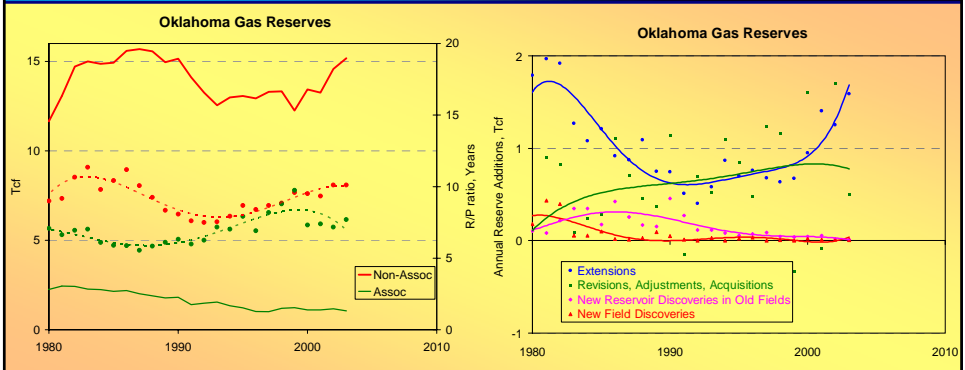 Oklahoma Gas Reserves
Tcf
15
10
5
0
20
15
10
5
0
R/P ratio, Years
Non-Assoc
Assoc
1980
1990
2000
2010
Oklahoma Gas Reserves
Annual Reserve Additions, Tcf
2
1
0
-1
Extensions
Revisions, Adjustments, Acquisitions
New Reservoir Discoveries in Old Fields
New Field Discoveries
1980
1990
2000
2010